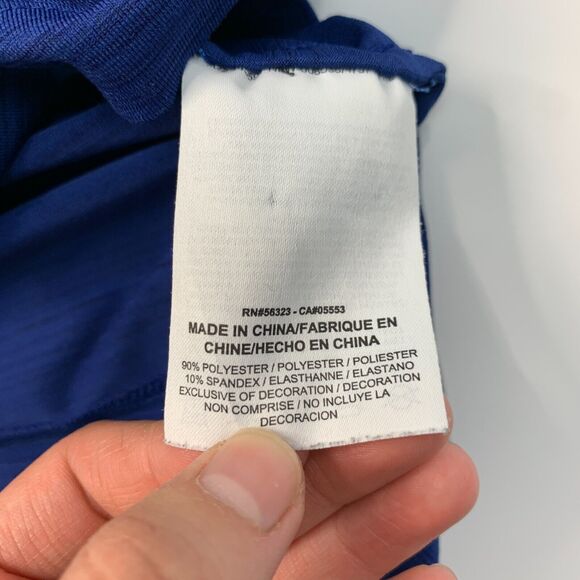 RN#56323 - CA#05553
MADE IN CHINA/FABRIQUE EN
CHINE/HECHO EN CHINA
90% POLYESTER / POLYESTER / POLIESTER
10% SPANDEX / ELASTHANNE / ELASTANO
EXCLUSIVE OF DECORATION / DECORATION
NON COMPRISE / NO INCLUYE LA
DECORACION